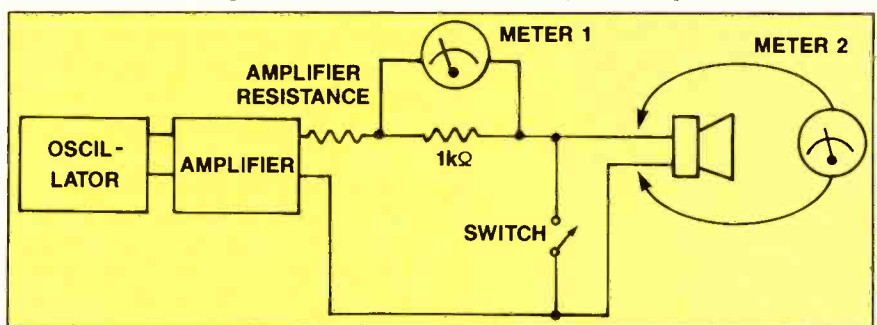 METER 1
METER 2
AMPLIFIER
RESISTANCE
OSCIL-
LATOR
AMPLIFIER
1kΩ
SWITCH